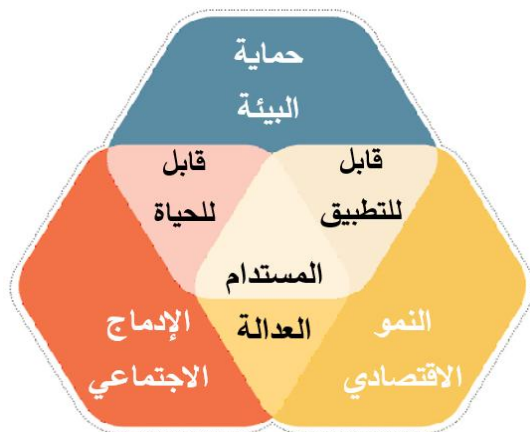 حماية
البيئة
قابل
للتطبيق
قابل
للحياة
المستدام
العدالة
النمو
الاقتصادي
الإدماج
الاجتماعي